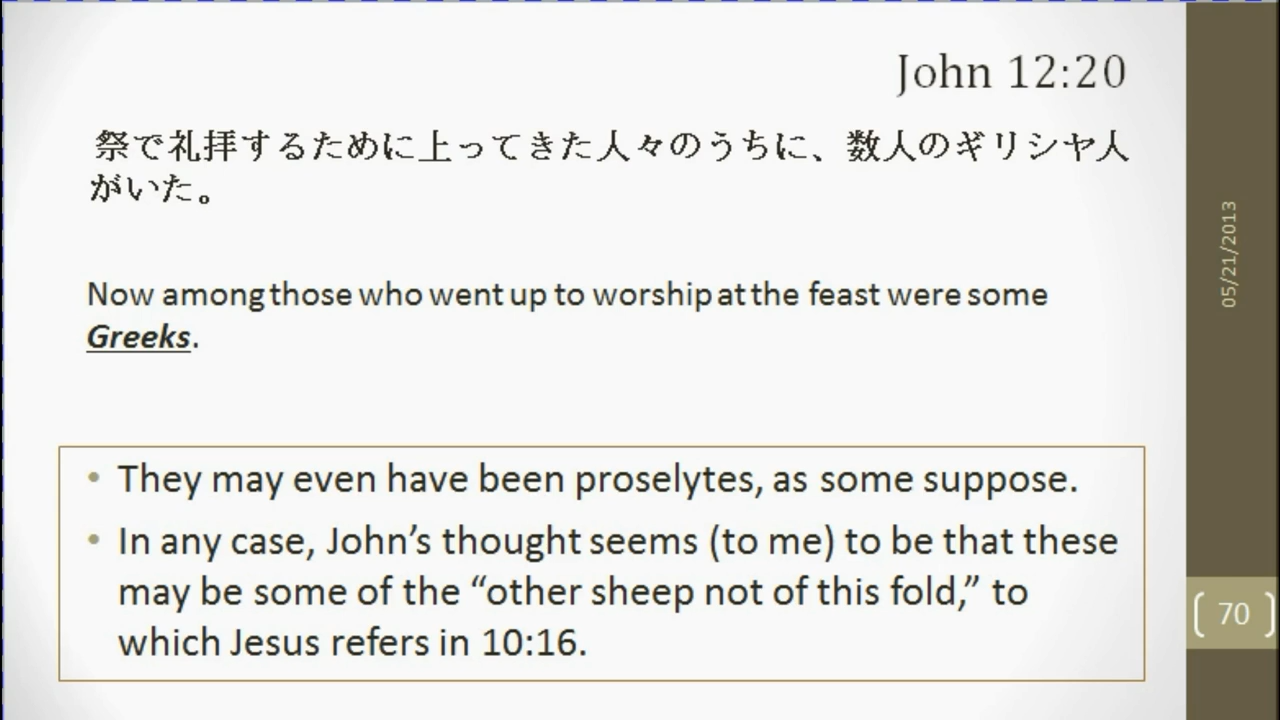 John 12:20
祭で礼拝するために上ってきた人々のうちに、数人のギリシヤ人
がいた。
Now among those who went up to worship at the feast were some
Greeks.
• They may even have been proselytes, as some suppose.
• In any case, John’s thought seems (to me) to be that these
may be some of the “other sheep not of this fold,” to
which Jesus refers in 10:16.
05/21/2013
70